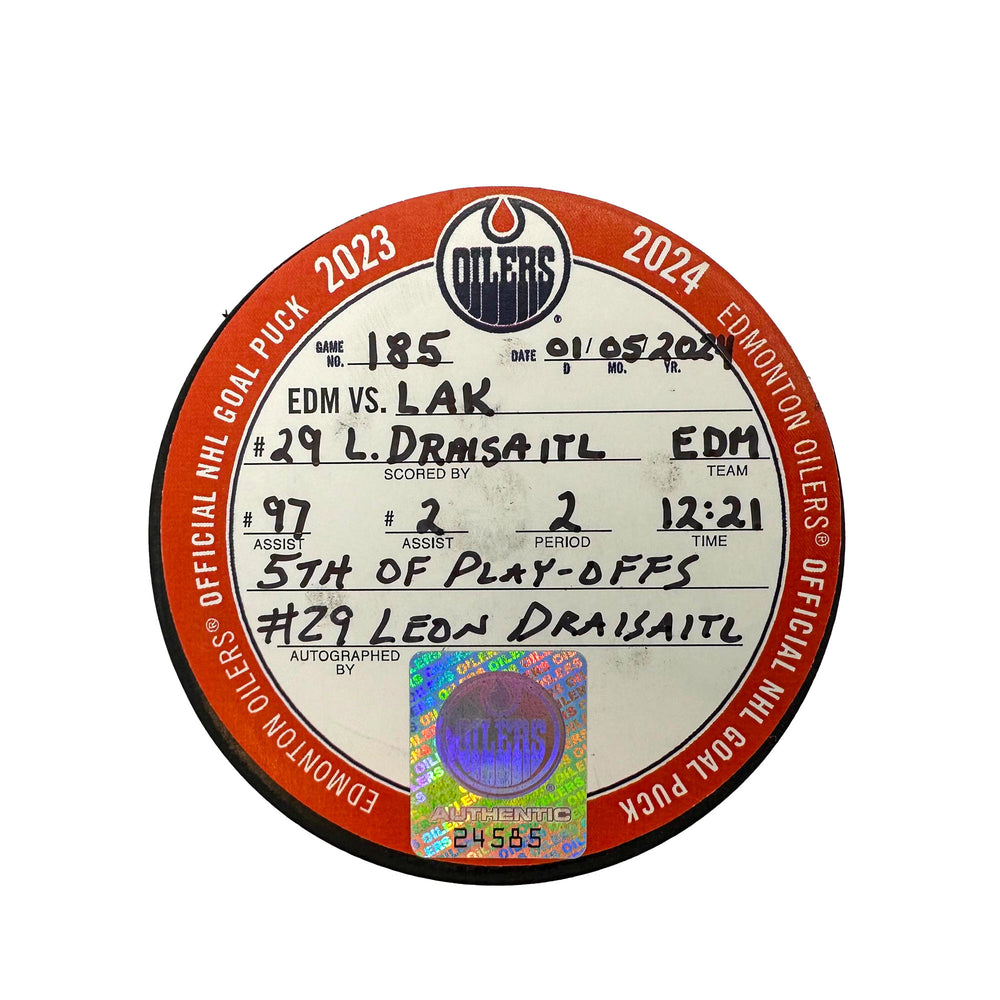 2023 2024
OILERS
EDMONTON OILERS® OFFICIAL NHL GOAL PUCK
EDMONTON OILERS® OFFICIAL NHL GOAL PUCK
GAME NO. 185 DATE 01/05/2024
D MO. YR.
EDM VS. LAK
#29 L. DRAISAITL EDM
SCORED BY TEAM
#97 #2 2 12:21
ASSIST ASSIST PERIOD TIME
5TH OF PLAY-OFFS
#29 LEON DRAISAITL
AUTOGRAPHED BY
OILERS
AUTHENTIC
24585